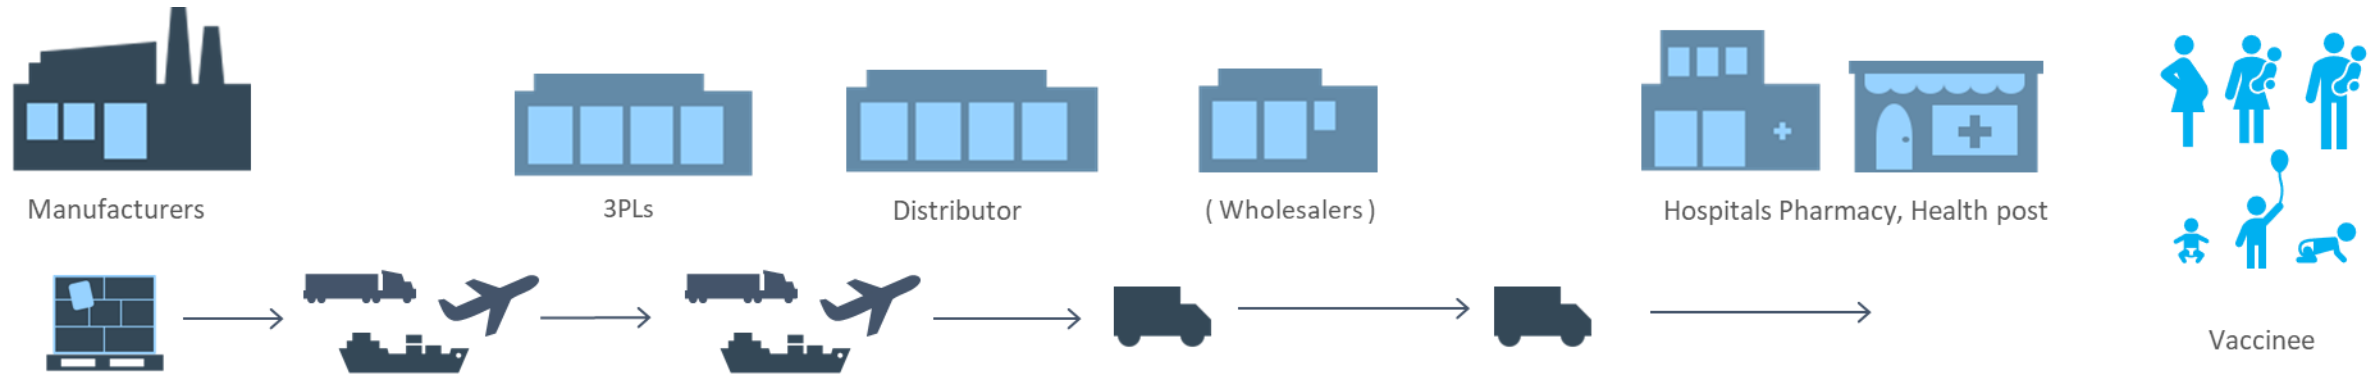 Manufacturers
3PLs
Distributor
( Wholesalers )
Hospitals Pharmacy, Health post
Vaccinee